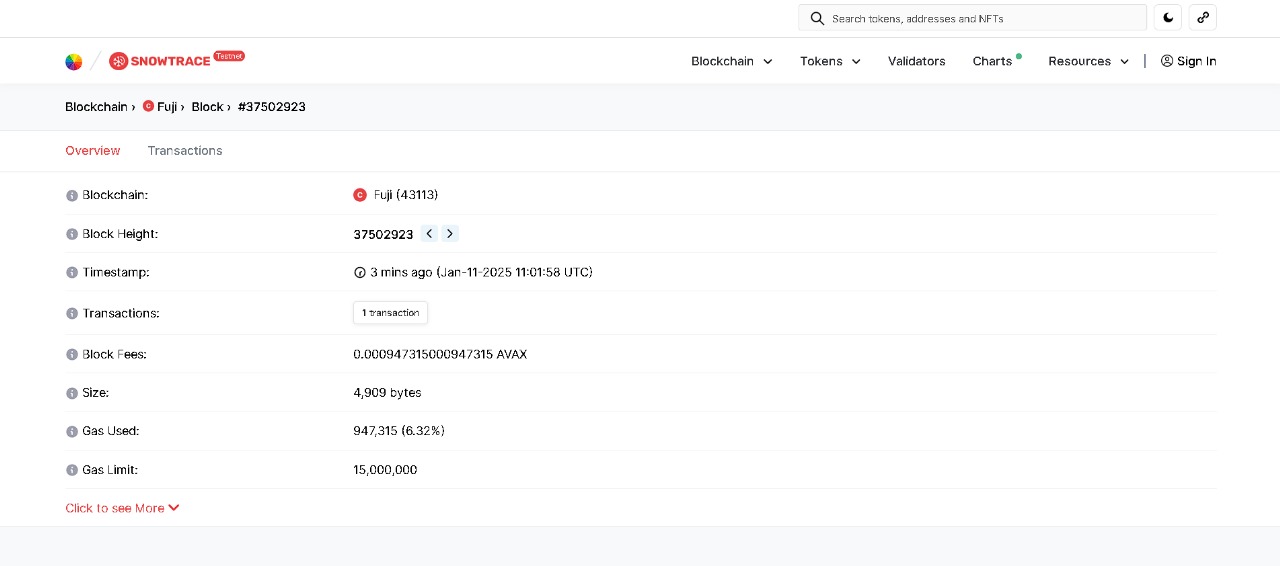 Search tokens, addresses and NFTs
SNOWTRACE Testnet
Blockchain Tokens Validators Charts Resources Sign In
Blockchain › Fuji › Block › #37502923
Overview Transactions
Blockchain: Fuji (43113)
Block Height: 37502923
Timestamp: 3 mins ago (Jan-11-2025 11:01:58 UTC)
Transactions: 1 transaction
Block Fees: 0.000947315000947315 AVAX
Size: 4,909 bytes
Gas Used: 947,315 (6.32%)
Gas Limit: 15,000,000
Click to see More